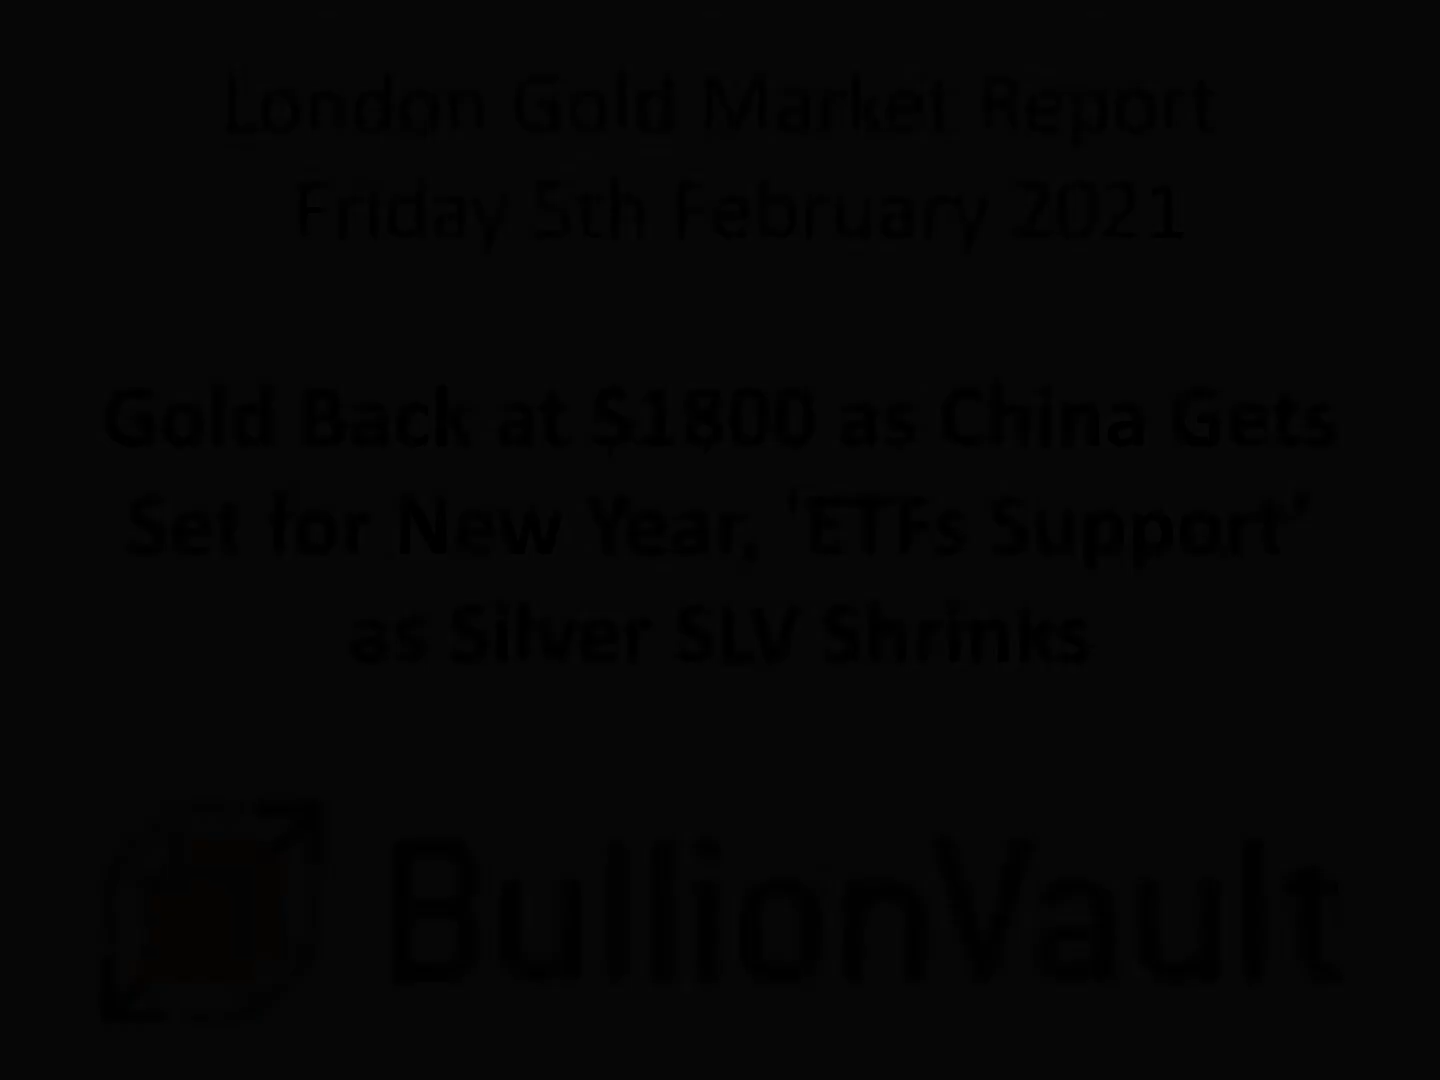 London Gold Market Report
Friday 5th February 2021
Gold Back at $1800 as China Gets
Set for New Year, 'ETFs Support'
as Silver SLV Shrinks
BullionVault